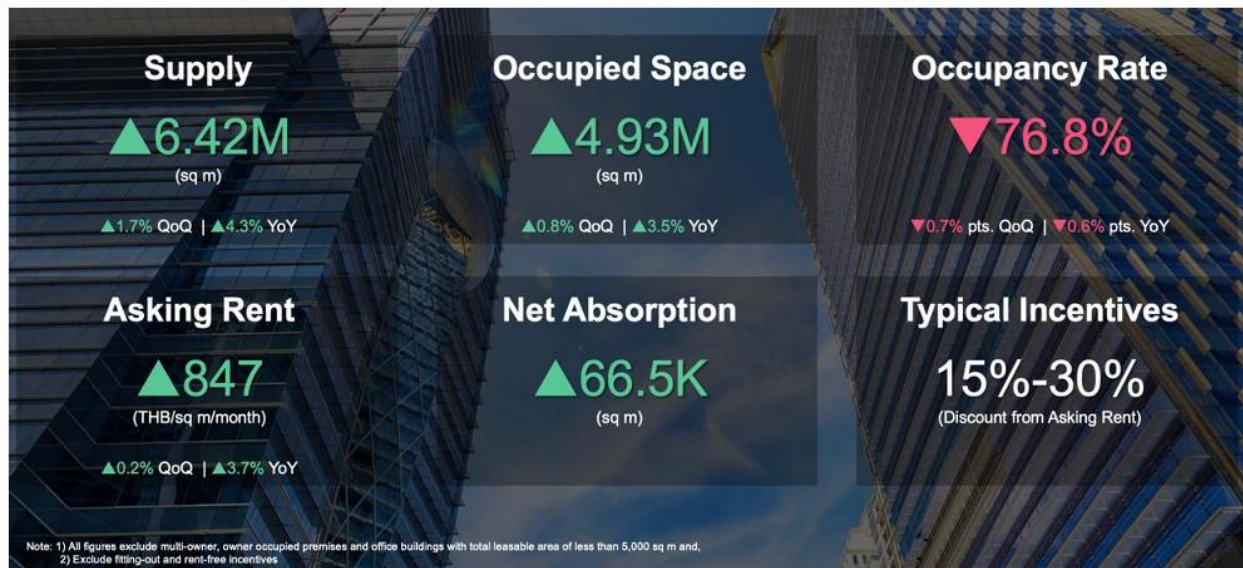 Supply
▲6.42M
(sq m)
▲1.7% QoQ | ▲4.3% YoY
Occupied Space
▲4.93M
(sq m)
▲0.8% QoQ | ▲3.5% YoY
Occupancy Rate
▼76.8%
▼0.7% pts. QoQ | ▼0.6% pts. YoY
Asking Rent
▲847
(THB/sq m/month)
▲0.2% QoQ | ▲3.7% YoY
Net Absorption
▲66.5K
(sq m)
Typical Incentives
15%-30%
(Discount from Asking Rent)
Note: 1) All figures exclude multi-owner, owner occupied premises and office buildings with total leasable area of less than 5,000 sq m and,
2) Exclude fitting-out and rent-free incentives